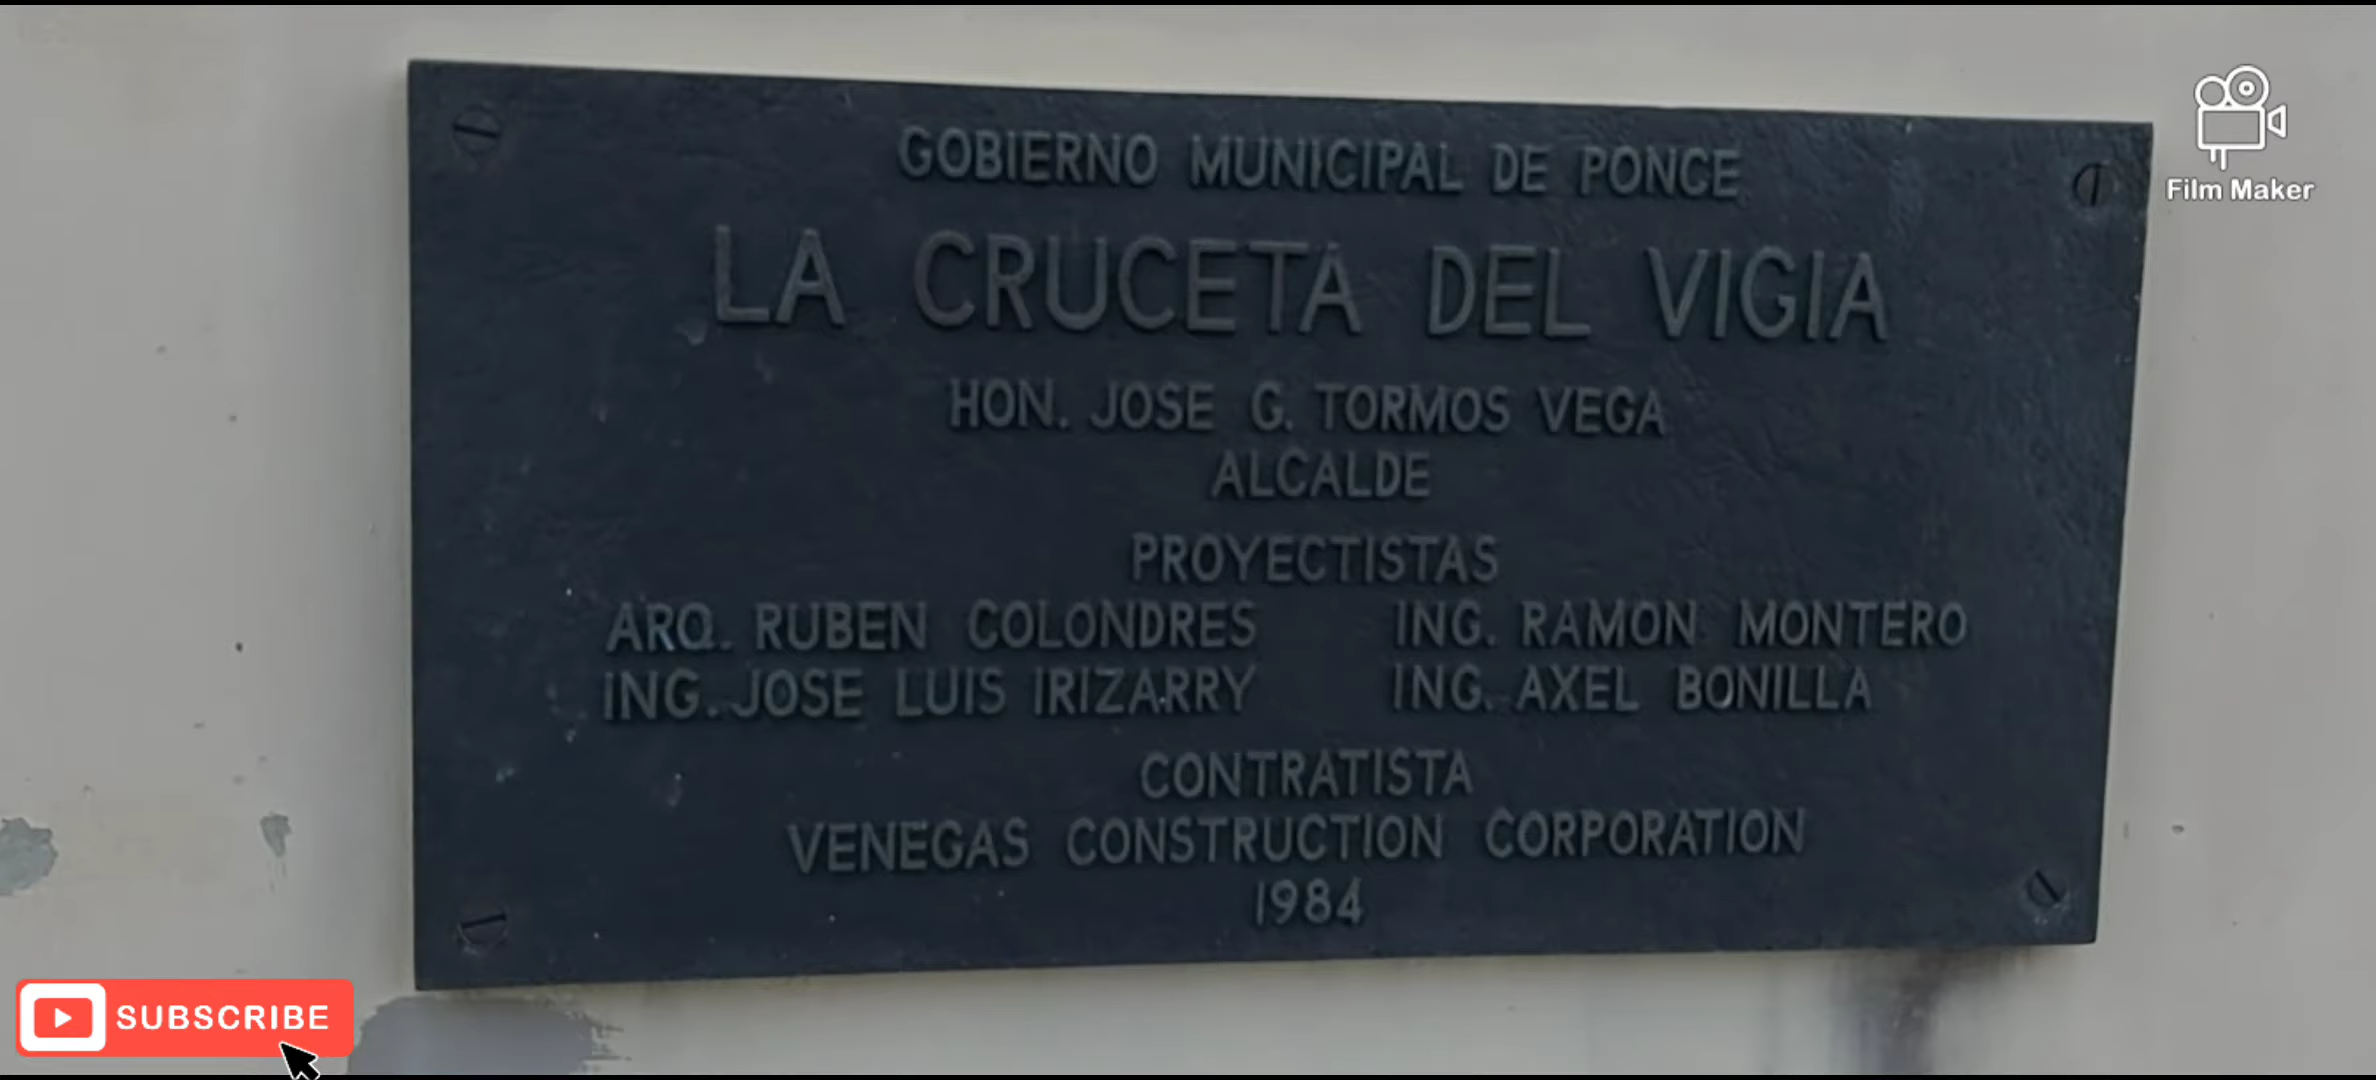 GOBIERNO MUNICIPAL DE PONCE
LA CRUCETA DEL VIGIA
HON. JOSE G. TORMOS VEGA
ALCALDE
PROYECTISTAS
ARQ. RUBEN COLONDRES ING. RAMON MONTERO
ING. JOSE LUIS IRIZARRY ING. AXEL BONILLA
CONTRATISTA
VENEGAS CONSTRUCTION CORPORATION
1984
Film Maker
SUBSCRIBE